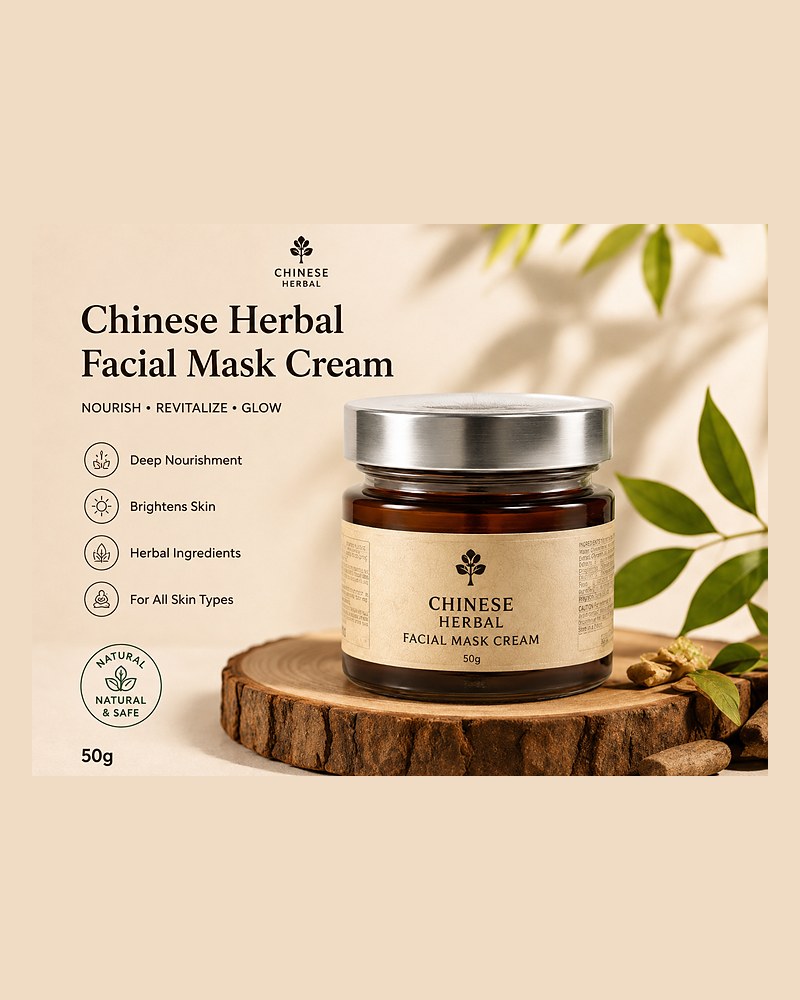 CHINESE
HERBAL
Chinese Herbal
Facial Mask Cream
NOURISH • REVITALIZE • GLOW
Deep Nourishment
Brightens Skin
Herbal Ingredients
For All Skin Types
NATURAL
NATURAL
& SAFE
50g
CHINESE
HERBAL
FACIAL MASK CREAM
50g